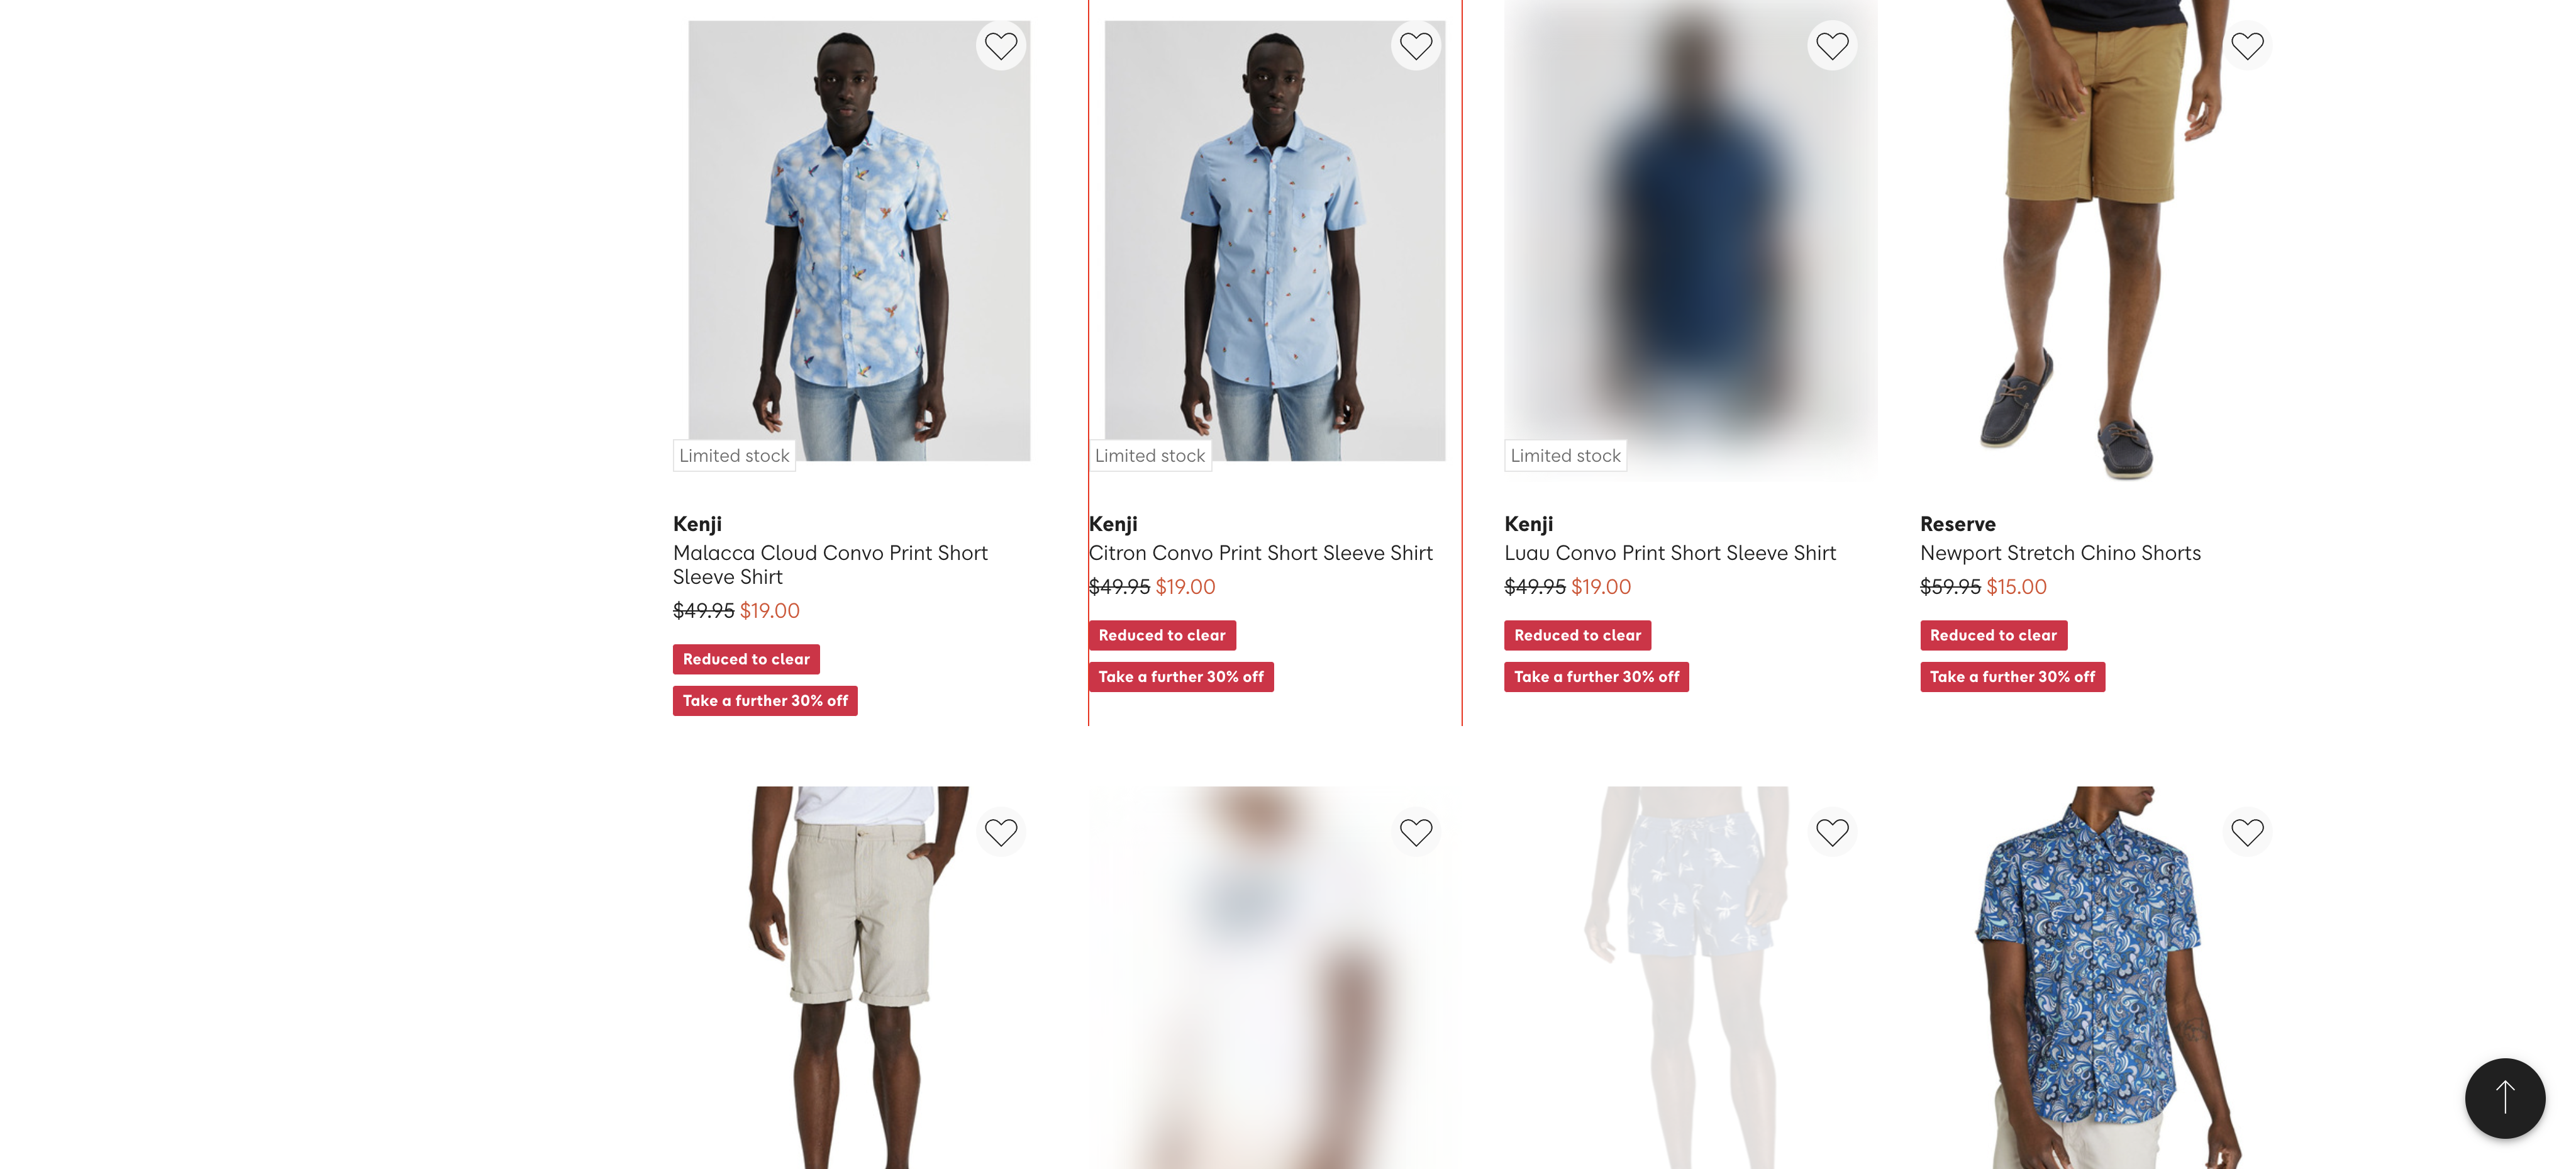 Limited stock
Kenji
Malacca Cloud Convo Print Short
Sleeve Shirt
$49.95 $19.00
Reduced to clear
Take a further 30% off
Limited stock
Kenji
Citron Convo Print Short Sleeve Shirt
$49.95 $19.00
Reduced to clear
Take a further 30% off
Limited stock
Kenji
Luau Convo Print Short Sleeve Shirt
$49.95 $19.00
Reduced to clear
Take a further 30% off
Reserve
Newport Stretch Chino Shorts
$59.95 $15.00
Reduced to clear
Take a further 30% off